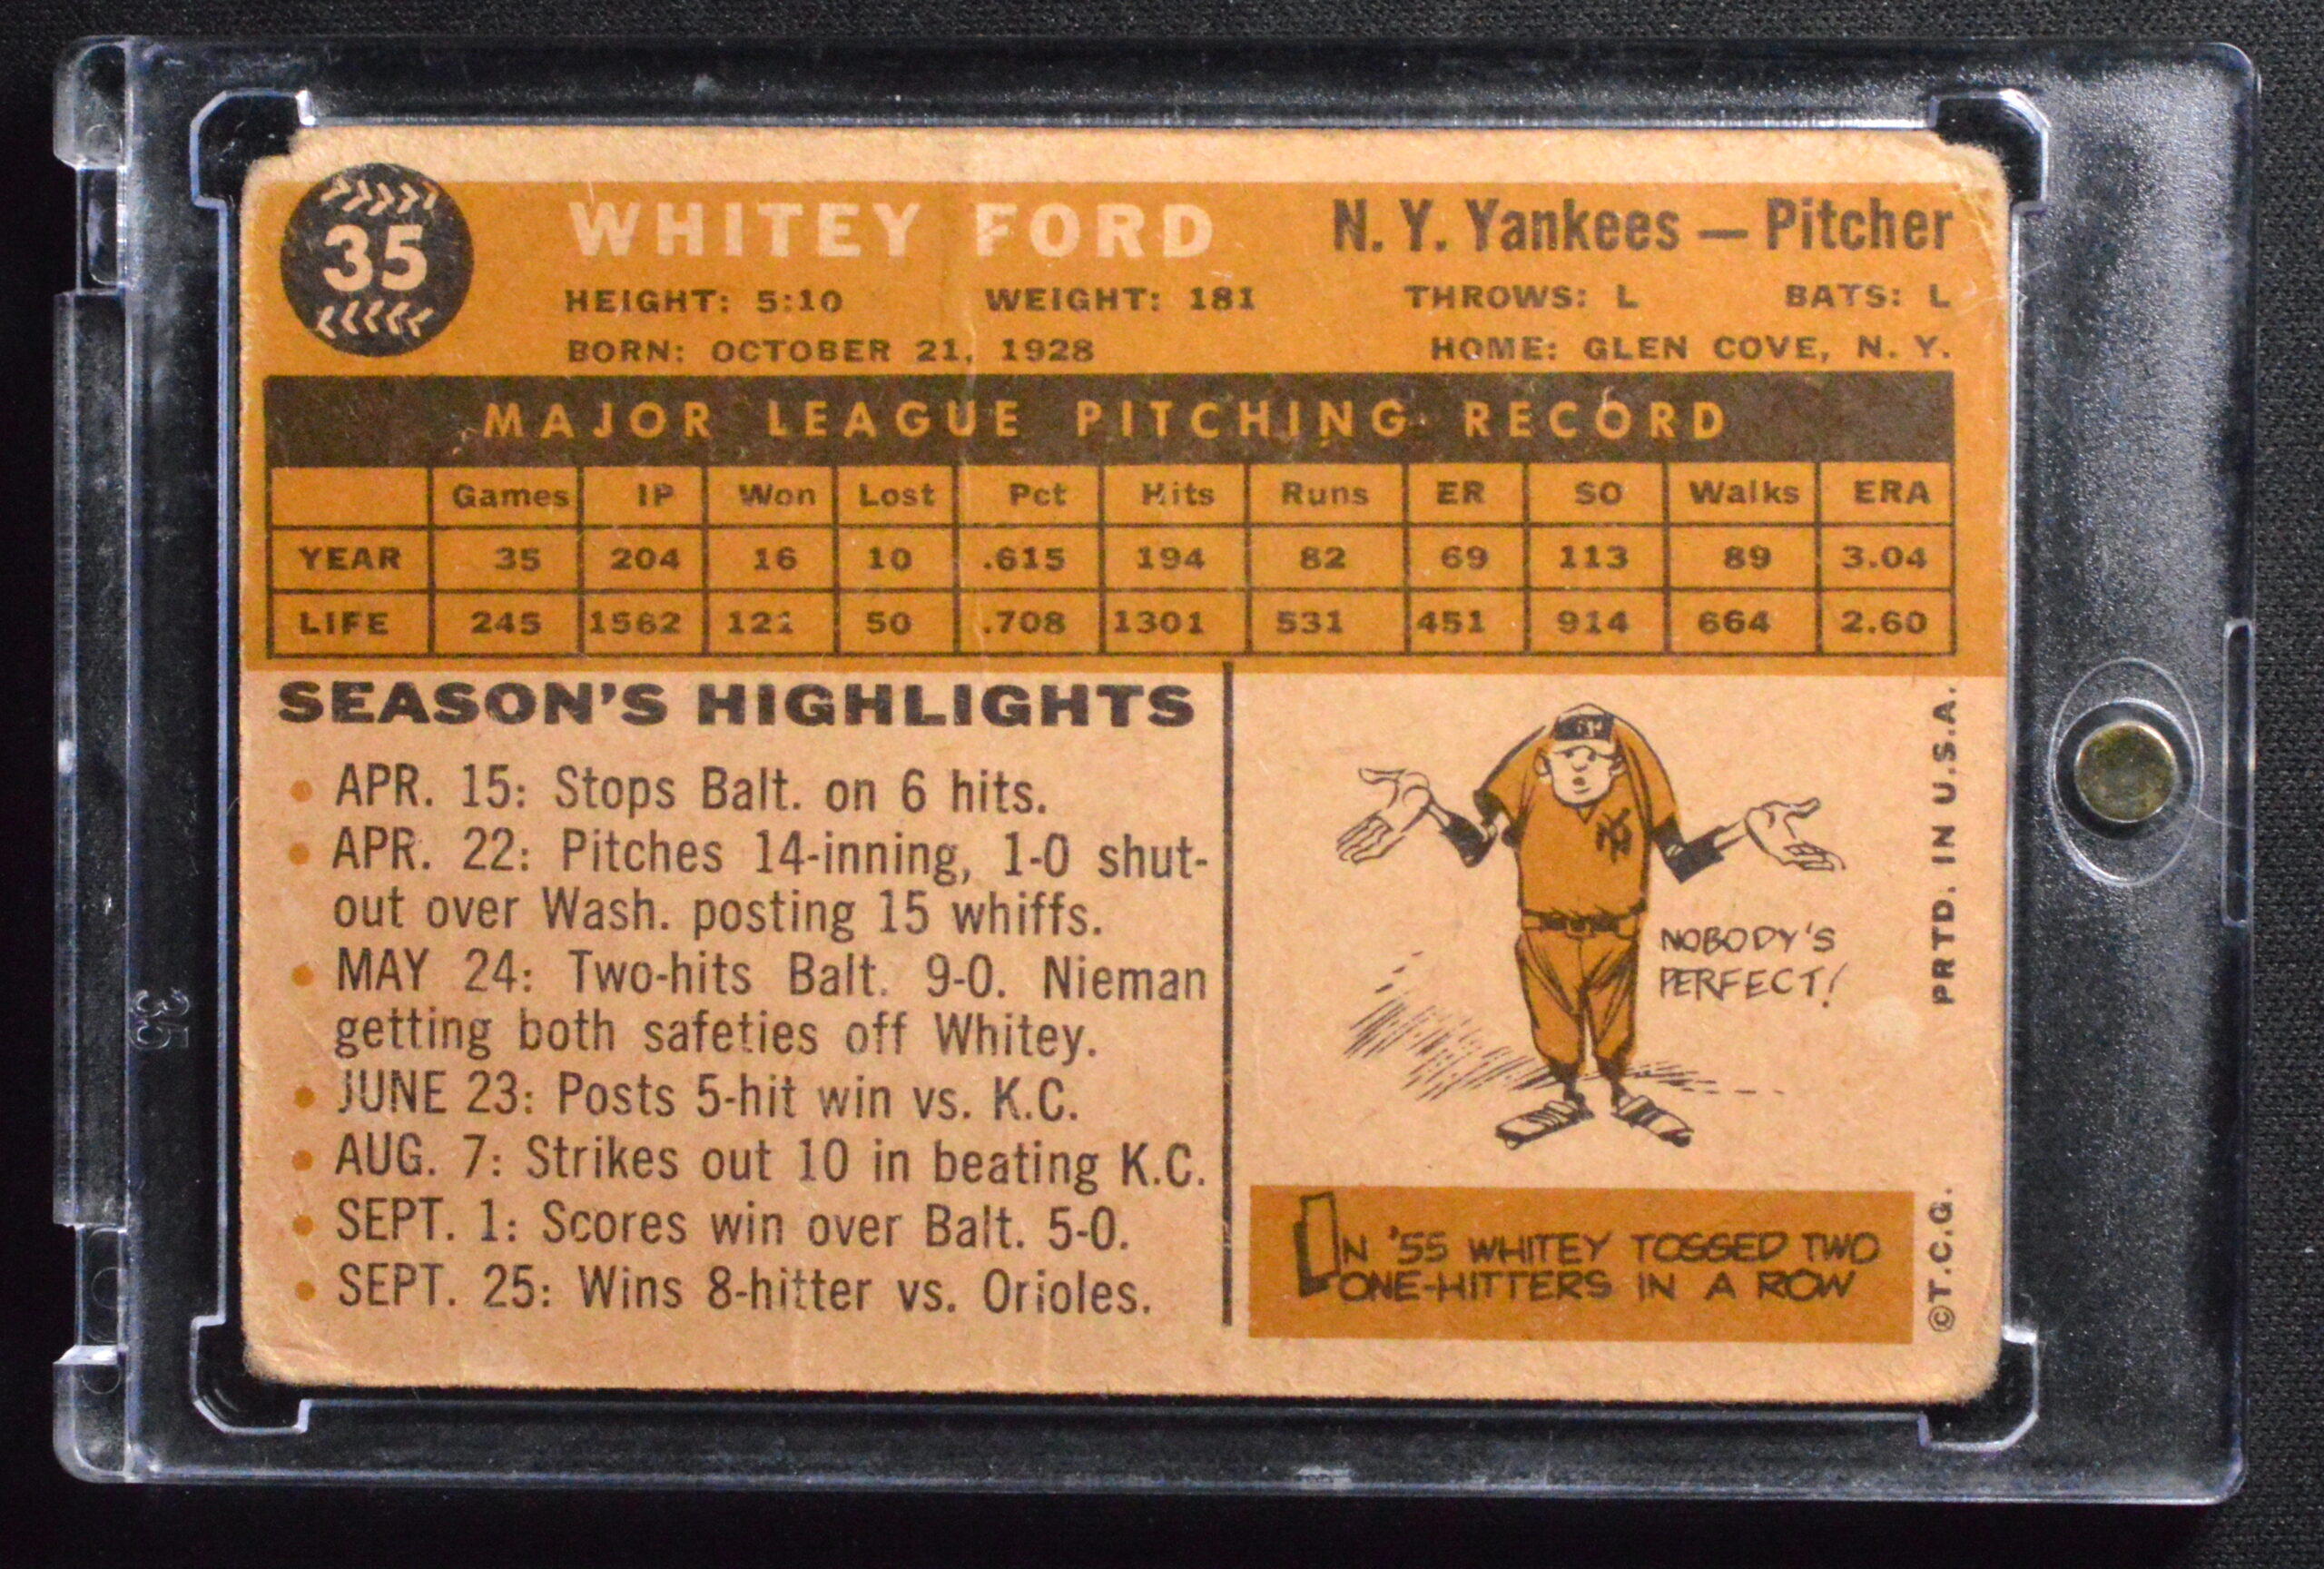 35
WHITEY FORD
N. Y. Yankees — Pitcher
HEIGHT: 5:10 WEIGHT: 181 THROWS: L BATS: L
BORN: OCTOBER 21, 1928 HOME: GLEN COVE, N. Y.
MAJOR LEAGUE PITCHING RECORD
Games IP Won Lost Pct Hits Runs ER SO Walks ERA
YEAR 35 204 16 10 .615 194 82 69 113 89 3.04
LIFE 245 1562 121 50 .708 1301 531 451 914 664 2.60
SEASON'S HIGHLIGHTS
• APR. 15: Stops Balt. on 6 hits.
• APR. 22: Pitches 14-inning, 1-0 shut-
out over Wash. posting 15 whiffs.
• MAY 24: Two-hits Balt. 9-0. Nieman
getting both safeties off Whitey.
• JUNE 23: Posts 5-hit win vs. K.C.
• AUG. 7: Strikes out 10 in beating K.C.
• SEPT. 1: Scores win over Balt. 5-0.
• SEPT. 25: Wins 8-hitter vs. Orioles.
NY
NOBODY'S
PERFECT!
IN '55 WHITEY TOSSED TWO
ONE-HITTERS IN A ROW
©T.C.G. PRTD. IN U.S.A.
35